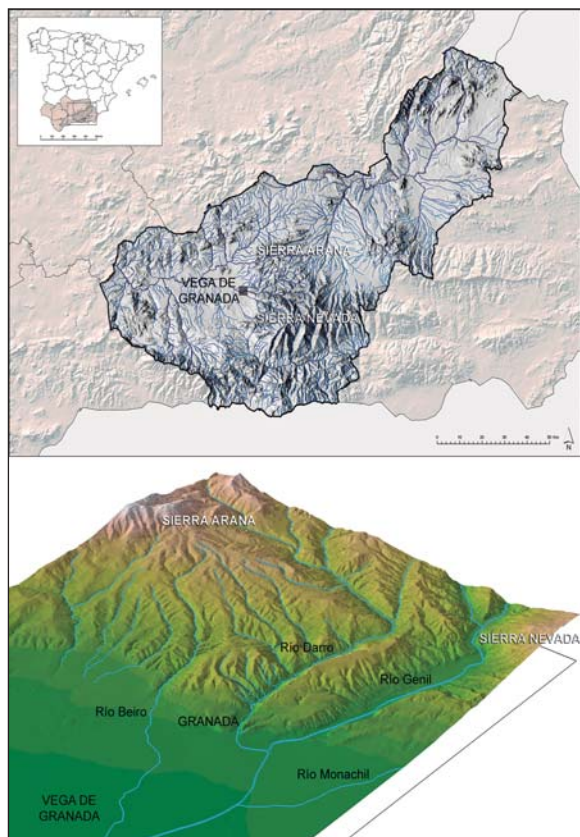 SIERRA ARANA
VEGA DE
GRANADA
SIERRA NEVADA
N
SIERRA ARANA
SIERRA NEVADA
Río Darro
Río Genil
Río Beiro
GRANADA
Río Monachil
VEGA DE
GRANADA